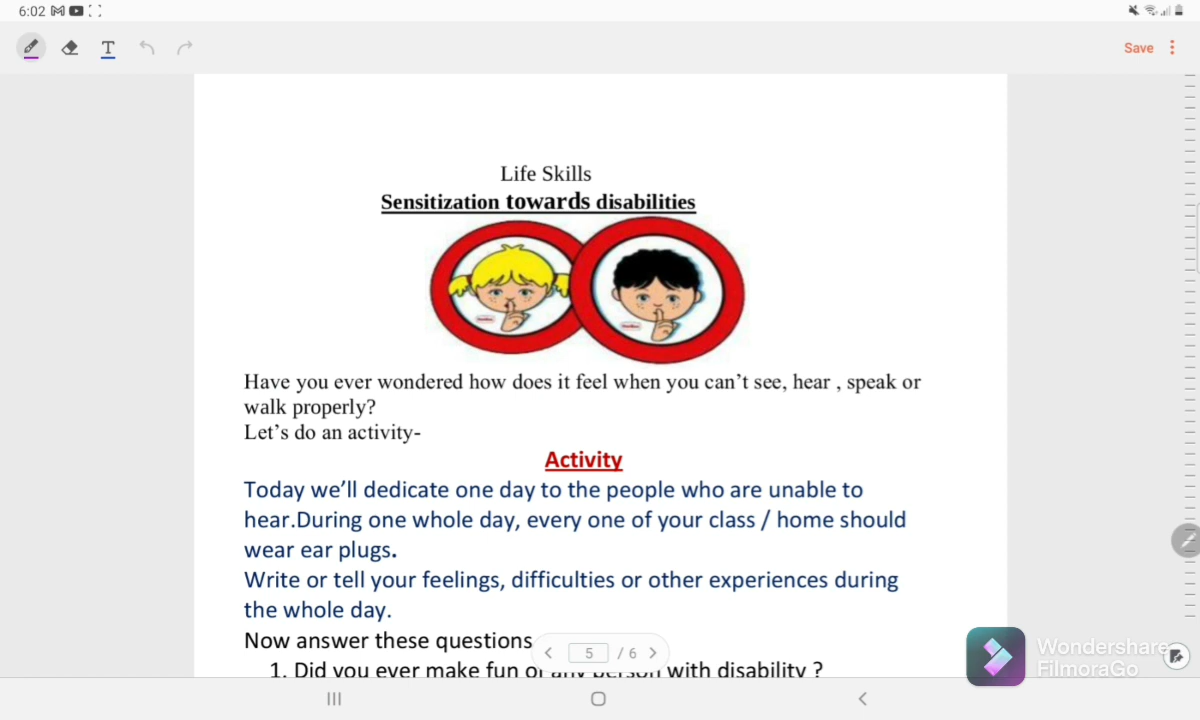 6:02
T
Save
Life Skills
Sensitization towards disabilities
Have you ever wondered how does it feel when you can’t see, hear , speak or
walk properly?
Let’s do an activity-
Activity
Today we’ll dedicate one day to the people who are unable to
hear.During one whole day, every one of your class / home should
wear ear plugs.
Write or tell your feelings, difficulties or other experiences during
the whole day.
Now answer these questions
5 / 6
1. Did you ever make fun of any person with disability ?
Wondershare
FilmoraGo